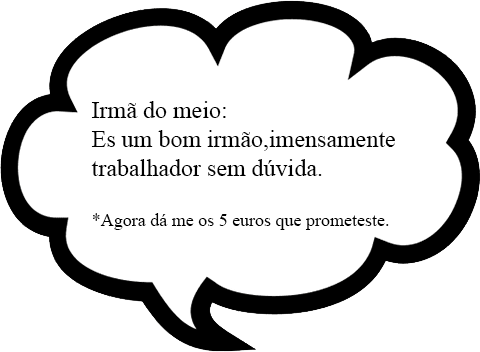 Irmã do meio:
Es um bom irmão,imensamente
trabalhador sem dúvida.
*Agora dá me os 5 euros que prometeste.